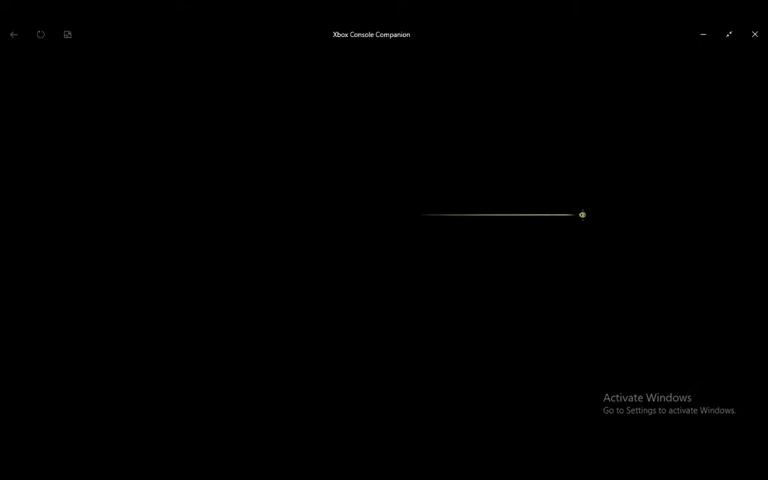 Xbox Console Companion
Activate Windows
Go to Settings to activate Windows.